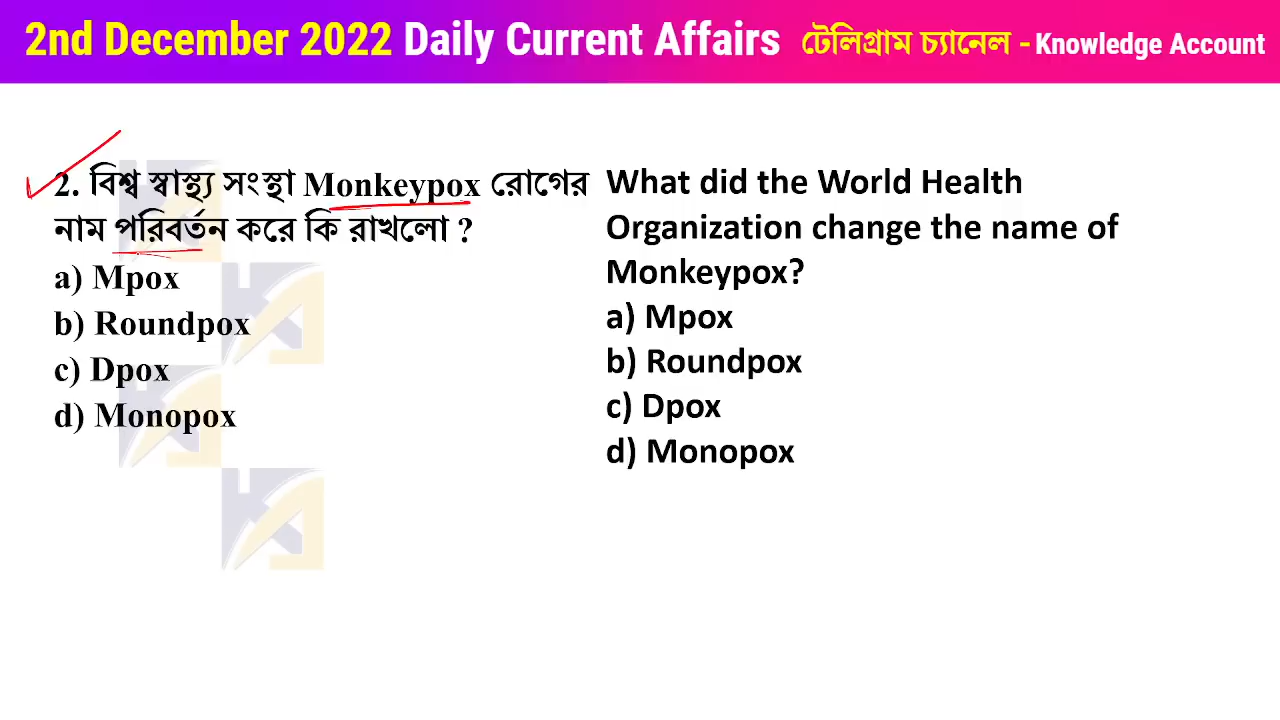 2nd December 2022 Daily Current Affairs টেলিগ্রাম চ্যানেল - Knowledge Account
2. বিশ্ব স্বাস্থ্য সংস্থা Monkeypox রোগের
নাম পরিবর্তন করে কি রাখলো ?
a) Mpox
b) Roundpox
c) Dpox
d) Monopox
What did the World Health
Organization change the name of
Monkeypox?
a) Mpox
b) Roundpox
c) Dpox
d) Monopox